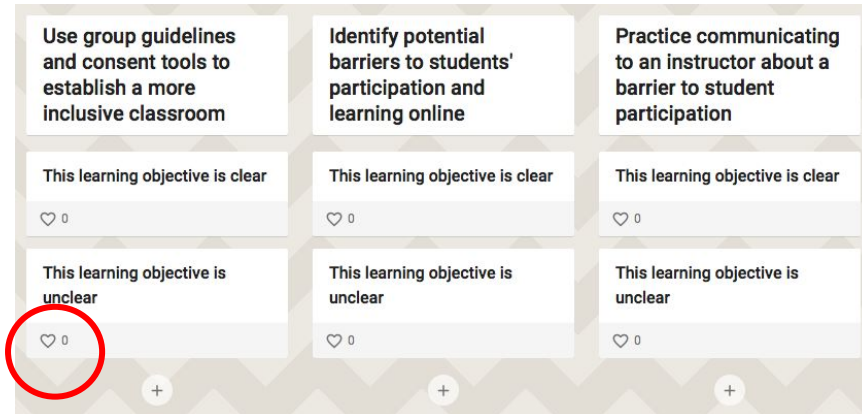 Use group guidelines
and consent tools to
establish a more
inclusive classroom
This learning objective is clear
0
This learning objective is
unclear
0
+
Identify potential
barriers to students'
participation and
learning online
This learning objective is clear
0
This learning objective is
unclear
0
+
Practice communicating
to an instructor about a
barrier to student
participation
This learning objective is clear
0
This learning objective is
unclear
0
+